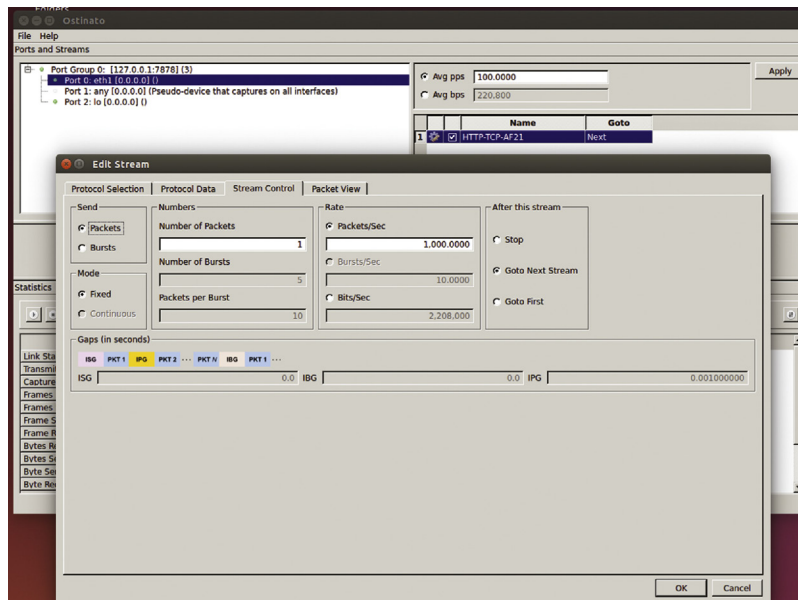 Ostinato
File Help
Ports and Streams
Port Group 0: [127.0.0.1:7878] (3)
Port 0: eth1 [0.0.0.0] ()
Port 1: any [0.0.0.0] (Pseudo-device that captures on all interfaces)
Port 2: lo [0.0.0.0] ()
Avg pps 100.0000
Avg bps 220,800
Apply
Name Goto
1 HTTP-TCP-AF21 Next
Edit Stream
Protocol Selection Protocol Data Stream Control Packet View
Send
Packets
Bursts
Mode
Fixed
Continuous
Numbers
Number of Packets
1
Number of Bursts
5
Packets per Burst
10
Rate
Packets/Sec
1,000.0000
Bursts/Sec
10.0000
Bits/Sec
2,208,000
After this stream
Stop
Goto Next Stream
Goto First
Gaps (in seconds)
ISG PKT 1 IPG PKT 2 ... PKT N IBG PKT 1 ...
ISG 0.0 IBG 0.0 IPG 0.001000000
Statistics
Link Sta
Transmi
Capture
Frames
Frames
Frame S
Frame R
Bytes Re
Bytes Se
Byte Se
Byte Re
OK Cancel